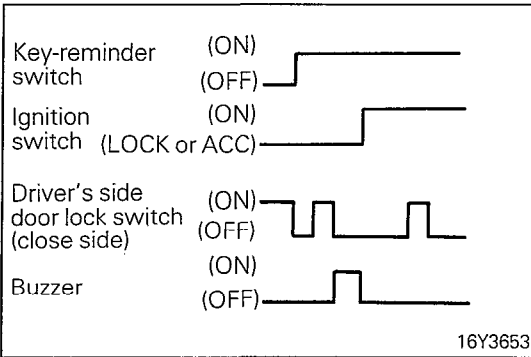 Key-reminder (ON)
switch (OFF)
Ignition (ON)
switch (LOCK or ACC)
Driver's side (ON)
door lock switch (OFF)
(close side)
(ON)
Buzzer (OFF)
16Y3653